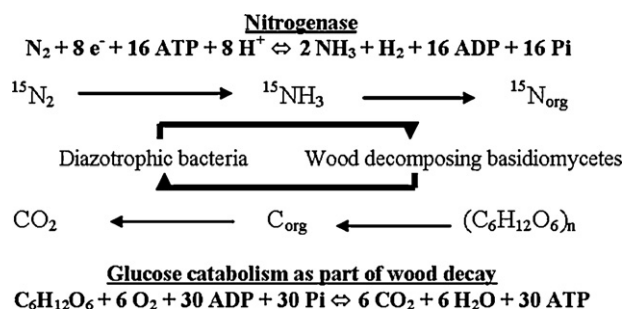 Nitrogenase
N₂ + 8 e⁻ + 16 ATP + 8 H⁺ ⇔ 2 NH₃ + H₂ + 16 ADP + 16 Pi
¹⁵N₂ ¹⁵NH₃ ¹⁵Norg
Diazotrophic bacteria Wood decomposing basidiomycetes
CO₂ Corg (C₆H₁₂O₆)n
Glucose catabolism as part of wood decay
C₆H₁₂O₆ + 6 O₂ + 30 ADP + 30 Pi ⇔ 6 CO₂ + 6 H₂O + 30 ATP